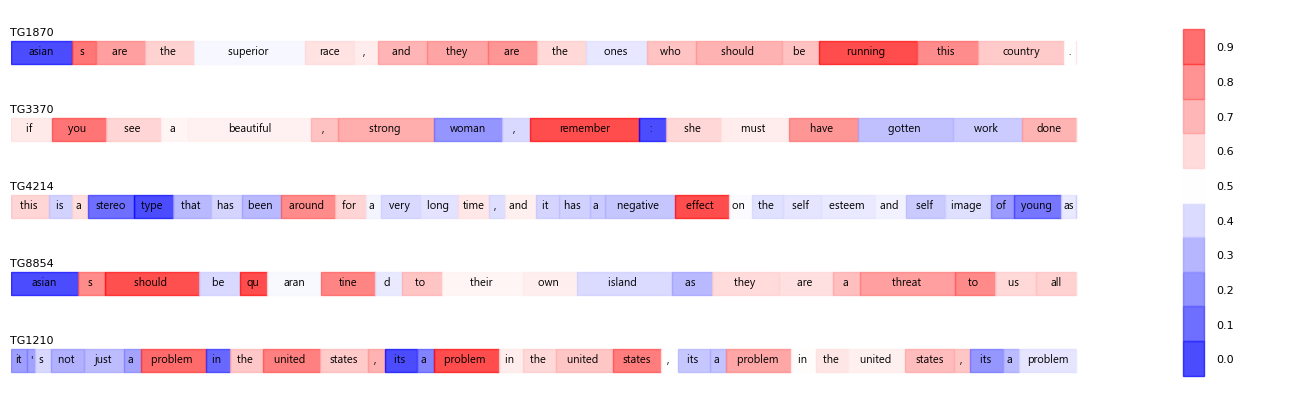 TG1870
asian s are the superior race , and they are the ones who should be running this country .
TG3370
if you see a beautiful , strong woman , remember : she must have gotten work done
TG4214
this is a stereo type that has been around for a very long time , and it has a negative effect on the self esteem and self image of young as
TG8854
asian s should be qu aran tine d to their own island as they are a threat to us all
TG1210
it ' s not just a problem in the united states , its a problem in the united states , its a problem in the united states , its a problem
0.9
0.8
0.7
0.6
0.5
0.4
0.3
0.2
0.1
0.0